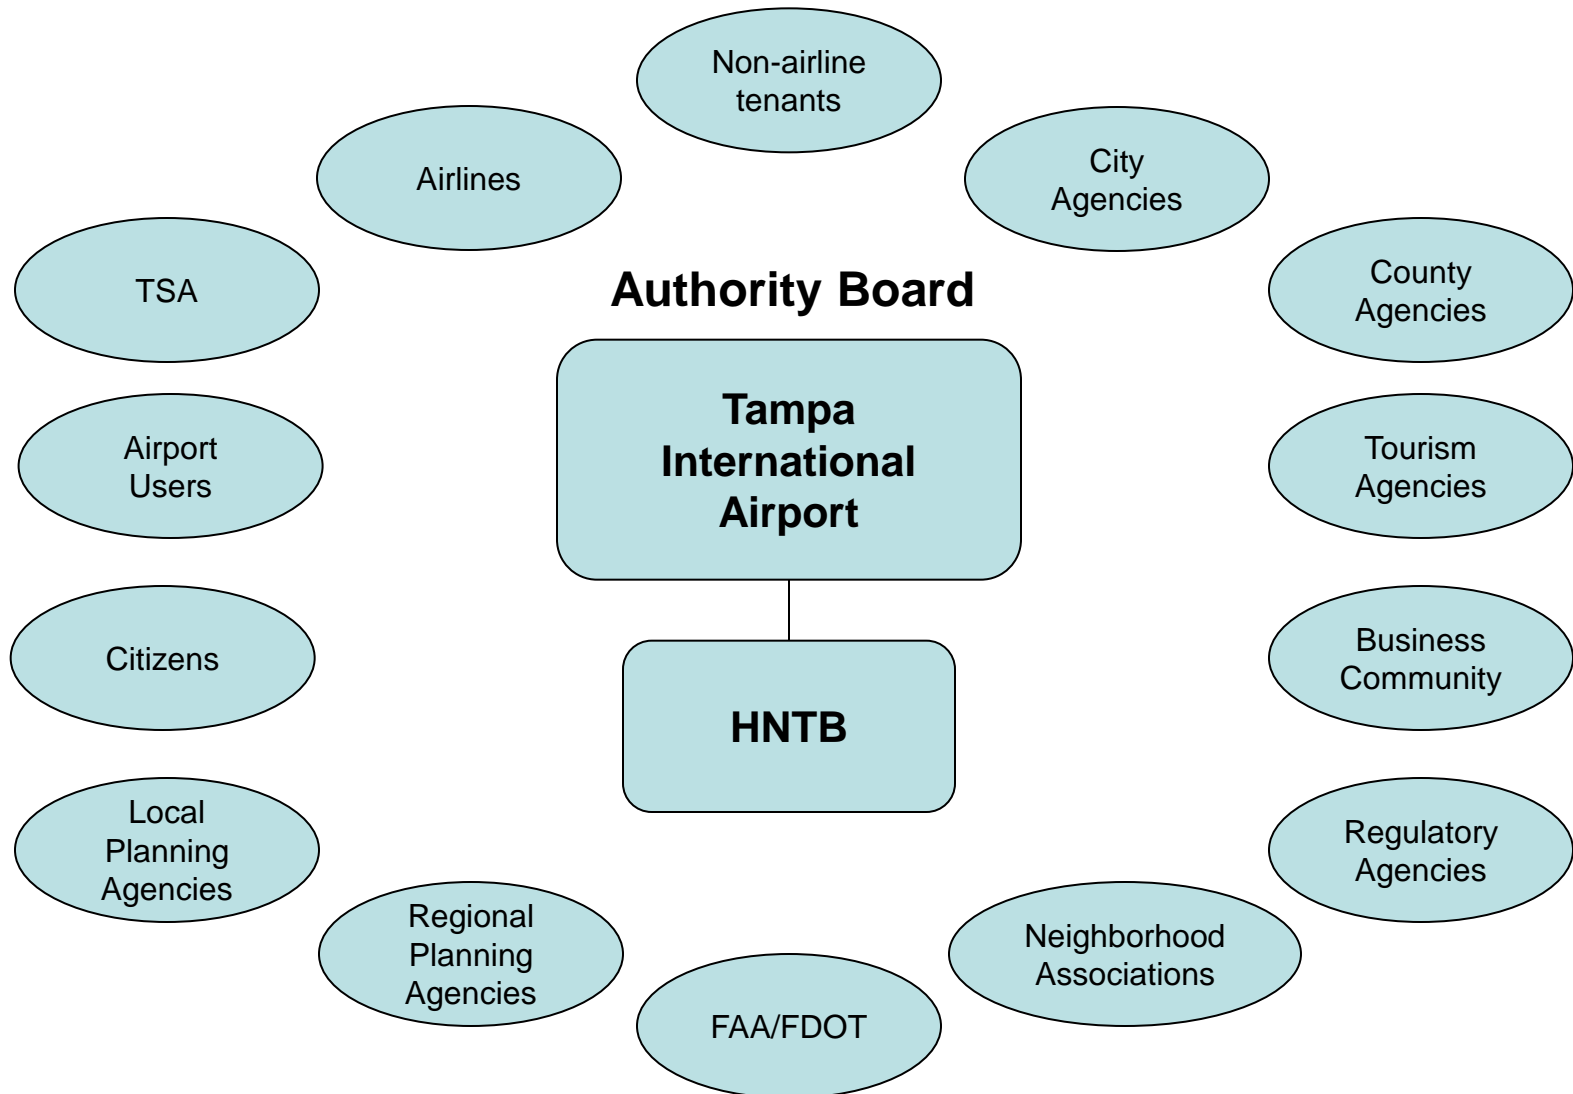 Non-airline
tenants
Airlines
City
Agencies
TSA
Authority Board
County
Agencies
Airport
Users
Tampa
International
Airport
Tourism
Agencies
Citizens
HNTB
Business
Community
Local
Planning
Agencies
Regulatory
Agencies
Regional
Planning
Agencies
Neighborhood
Associations
FAA/FDOT